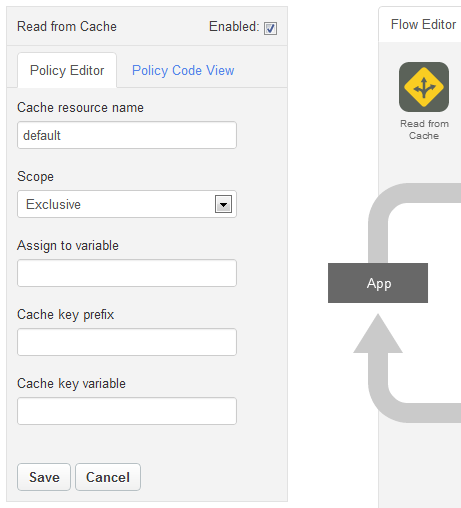 Read from Cache
Enabled:
Policy Editor
Policy Code View
Cache resource name
default
Scope
Exclusive
Assign to variable
Cache key prefix
Cache key variable
Save
Cancel
Flow Editor
Read from
Cache
App